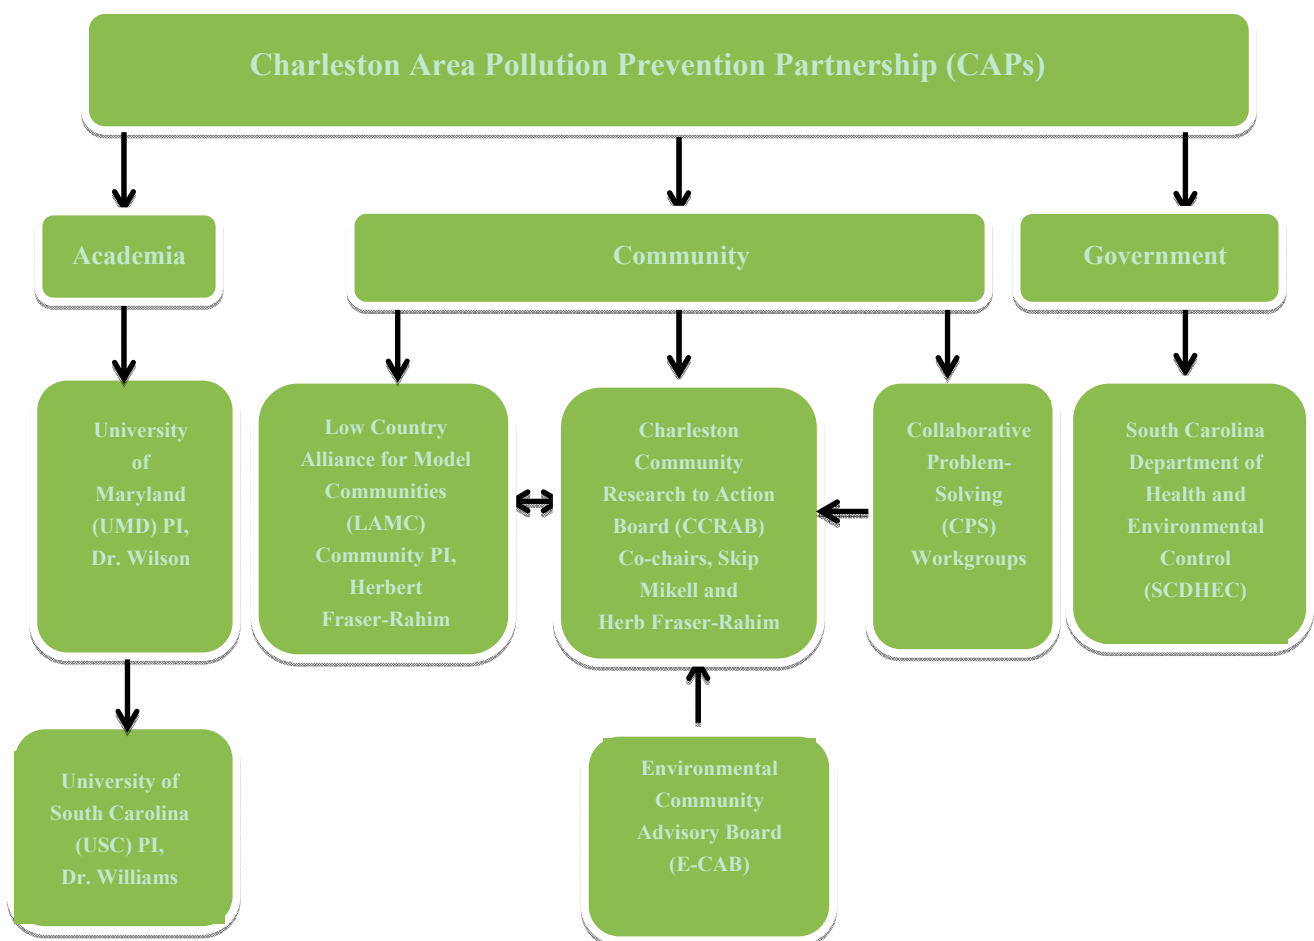 Charleston Area Pollution Prevention Partnership (CAPs)
Academia
Community
Government
University
of
Maryland
(UMD) PI,
Dr. Wilson
Low Country
Alliance for Model
Communities
(LAMC)
Community PI,
Herbert
Fraser-Rahim
Charleston
Community
Research to Action
Board (CCRAB)
Co-chairs, Skip
Mikell and
Herb Fraser-Rahim
Collaborative
Problem-
Solving
(CPS)
Workgroups
South Carolina
Department of
Health and
Environmental
Control
(SCDHEC)
University of
South Carolina
(USC) PI,
Dr. Williams
Environmental
Community
Advisory Board
(E-CAB)